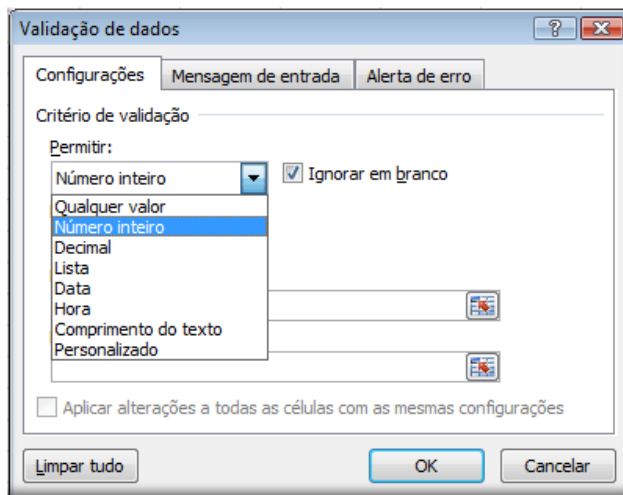 Validação de dados
Configurações
Mensagem de entrada
Alerta de erro
Critério de validação
Permitir:
Número inteiro
Ignorar em branco
Qualquer valor
Número inteiro
Decimal
Lista
Data
Hora
Comprimento do texto
Personalizado
Aplicar alterações a todas as células com as mesmas configurações
Limpar tudo
OK
Cancelar